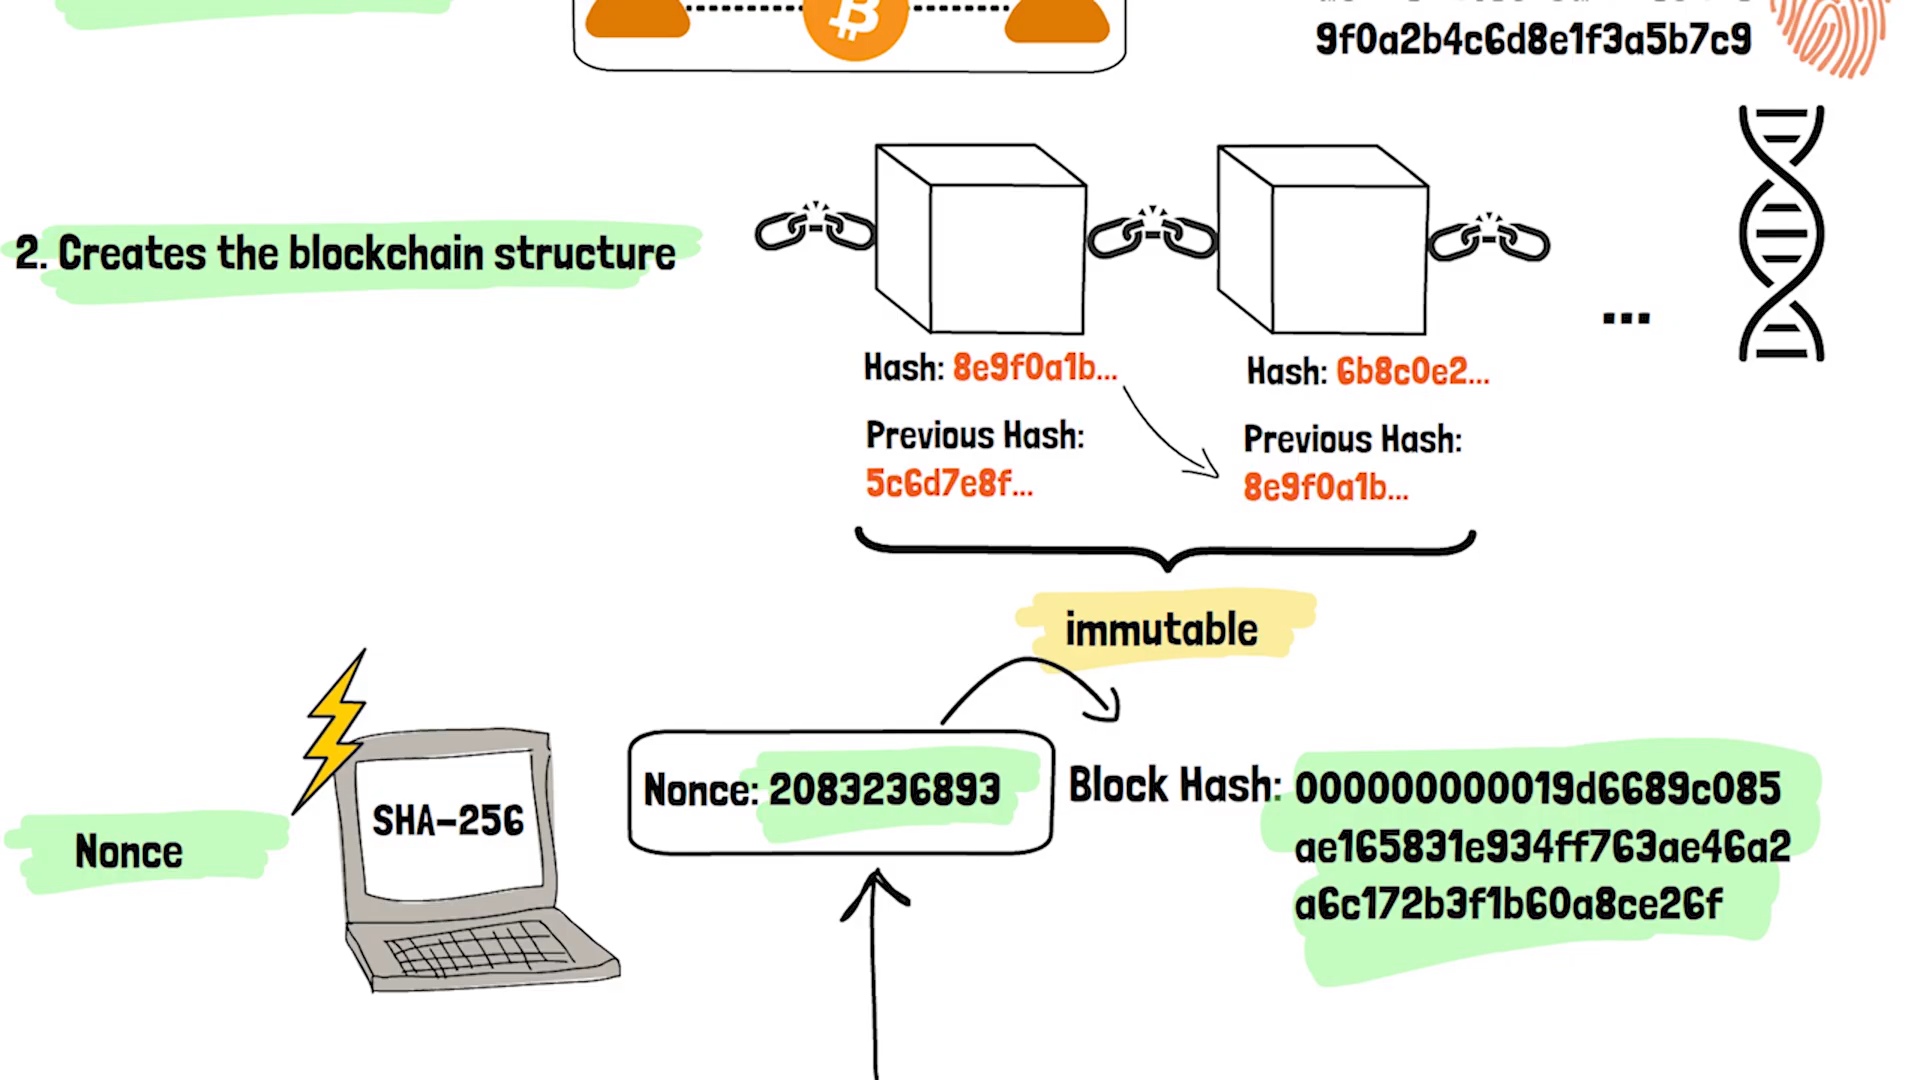 9f0a2b4c6d8e1f3a5b7c9
2. Creates the blockchain structure
...
Hash: 8e9f0a1b...
Previous Hash:
5c6d7e8f...
Hash: 6b8c0e2...
Previous Hash:
8e9f0a1b...
immutable
Nonce
SHA-256
Nonce: 2083236893
Block Hash: 000000000019d6689c085
ae165831e934ff763ae46a2
a6c172b3f1b60a8ce26f